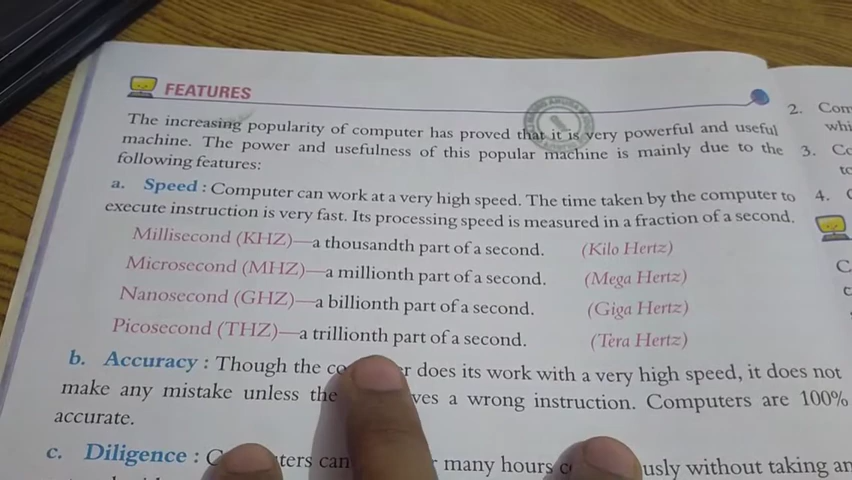 FEATURES
The increasing popularity of computer has proved that it is very powerful and useful
machine. The power and usefulness of this popular machine is mainly due to the
following features:
a. Speed : Computer can work at a very high speed. The time taken by the computer to
execute instruction is very fast. Its processing speed is measured in a fraction of a second.
Millisecond (KHZ)—a thousandth part of a second. (Kilo Hertz)
Microsecond (MHZ)—a millionth part of a second. (Mega Hertz)
Nanosecond (GHZ)—a billionth part of a second. (Giga Hertz)
Picosecond (THZ)—a trillionth part of a second. (Tera Hertz)
b. Accuracy : Though the does its work with a very high speed, it does not
make any mistake unless the a wrong instruction. Computers are 100%
accurate.
c. Diligence : can many hours without taking an
2.
3.
4.